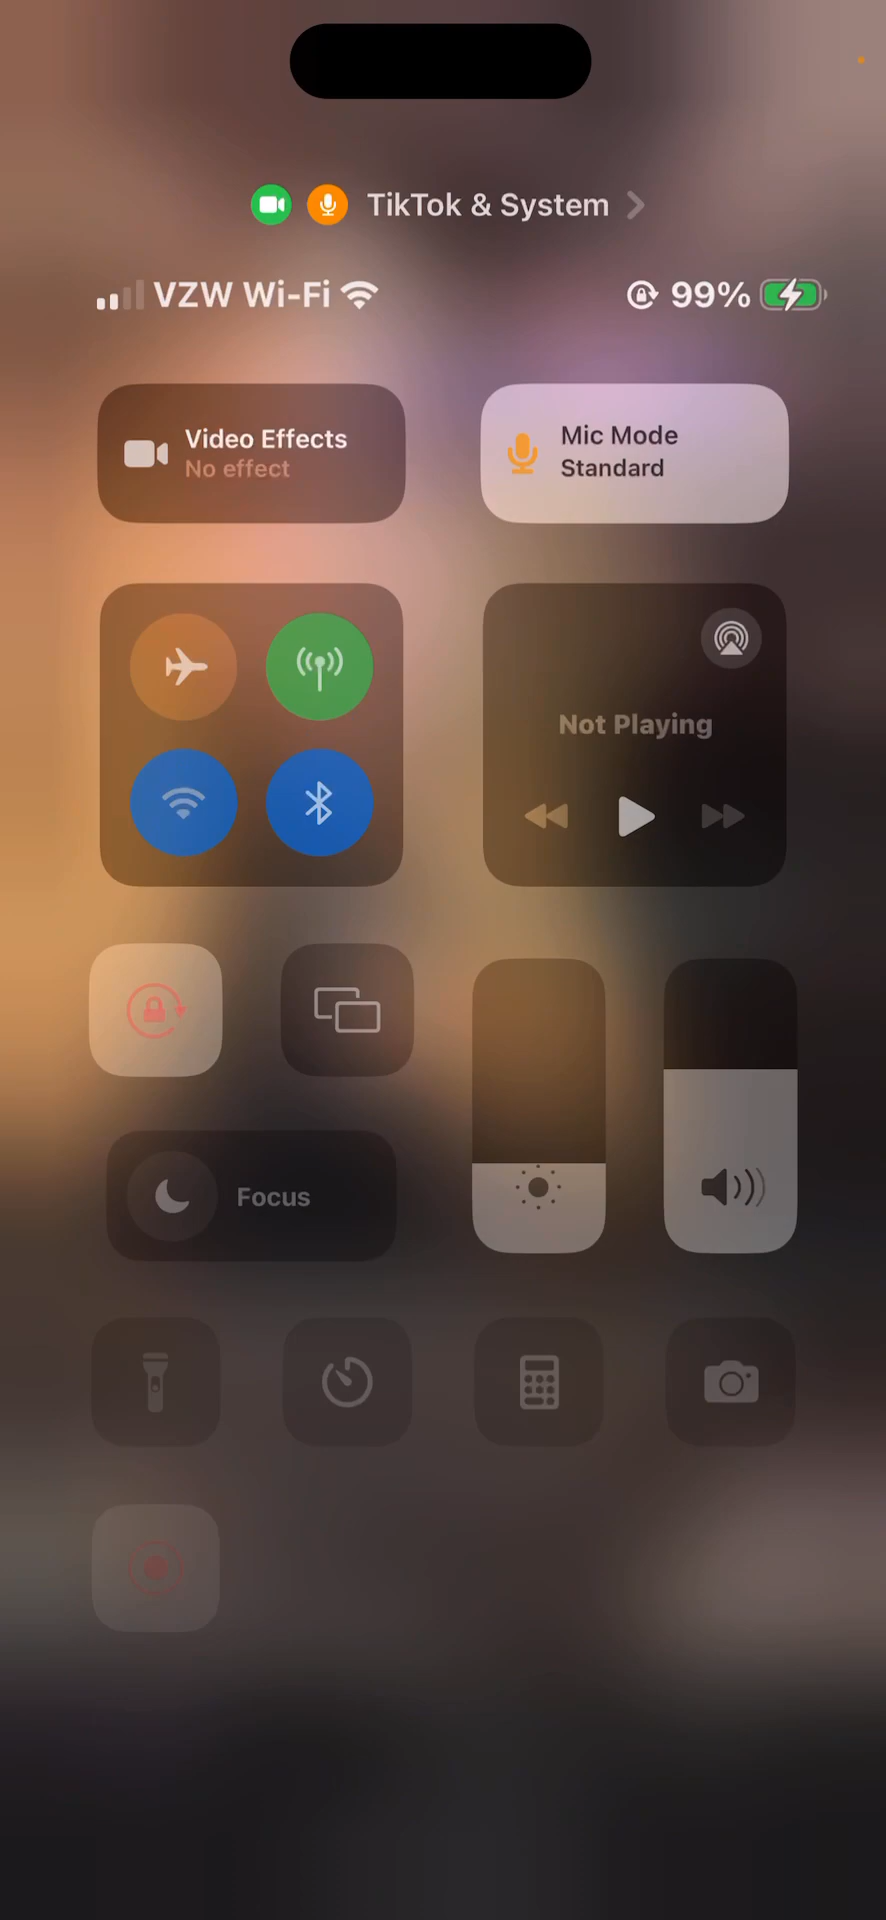 TikTok & System
VZW Wi-Fi
99%
Video Effects
No effect
Mic Mode
Standard
Not Playing
Focus